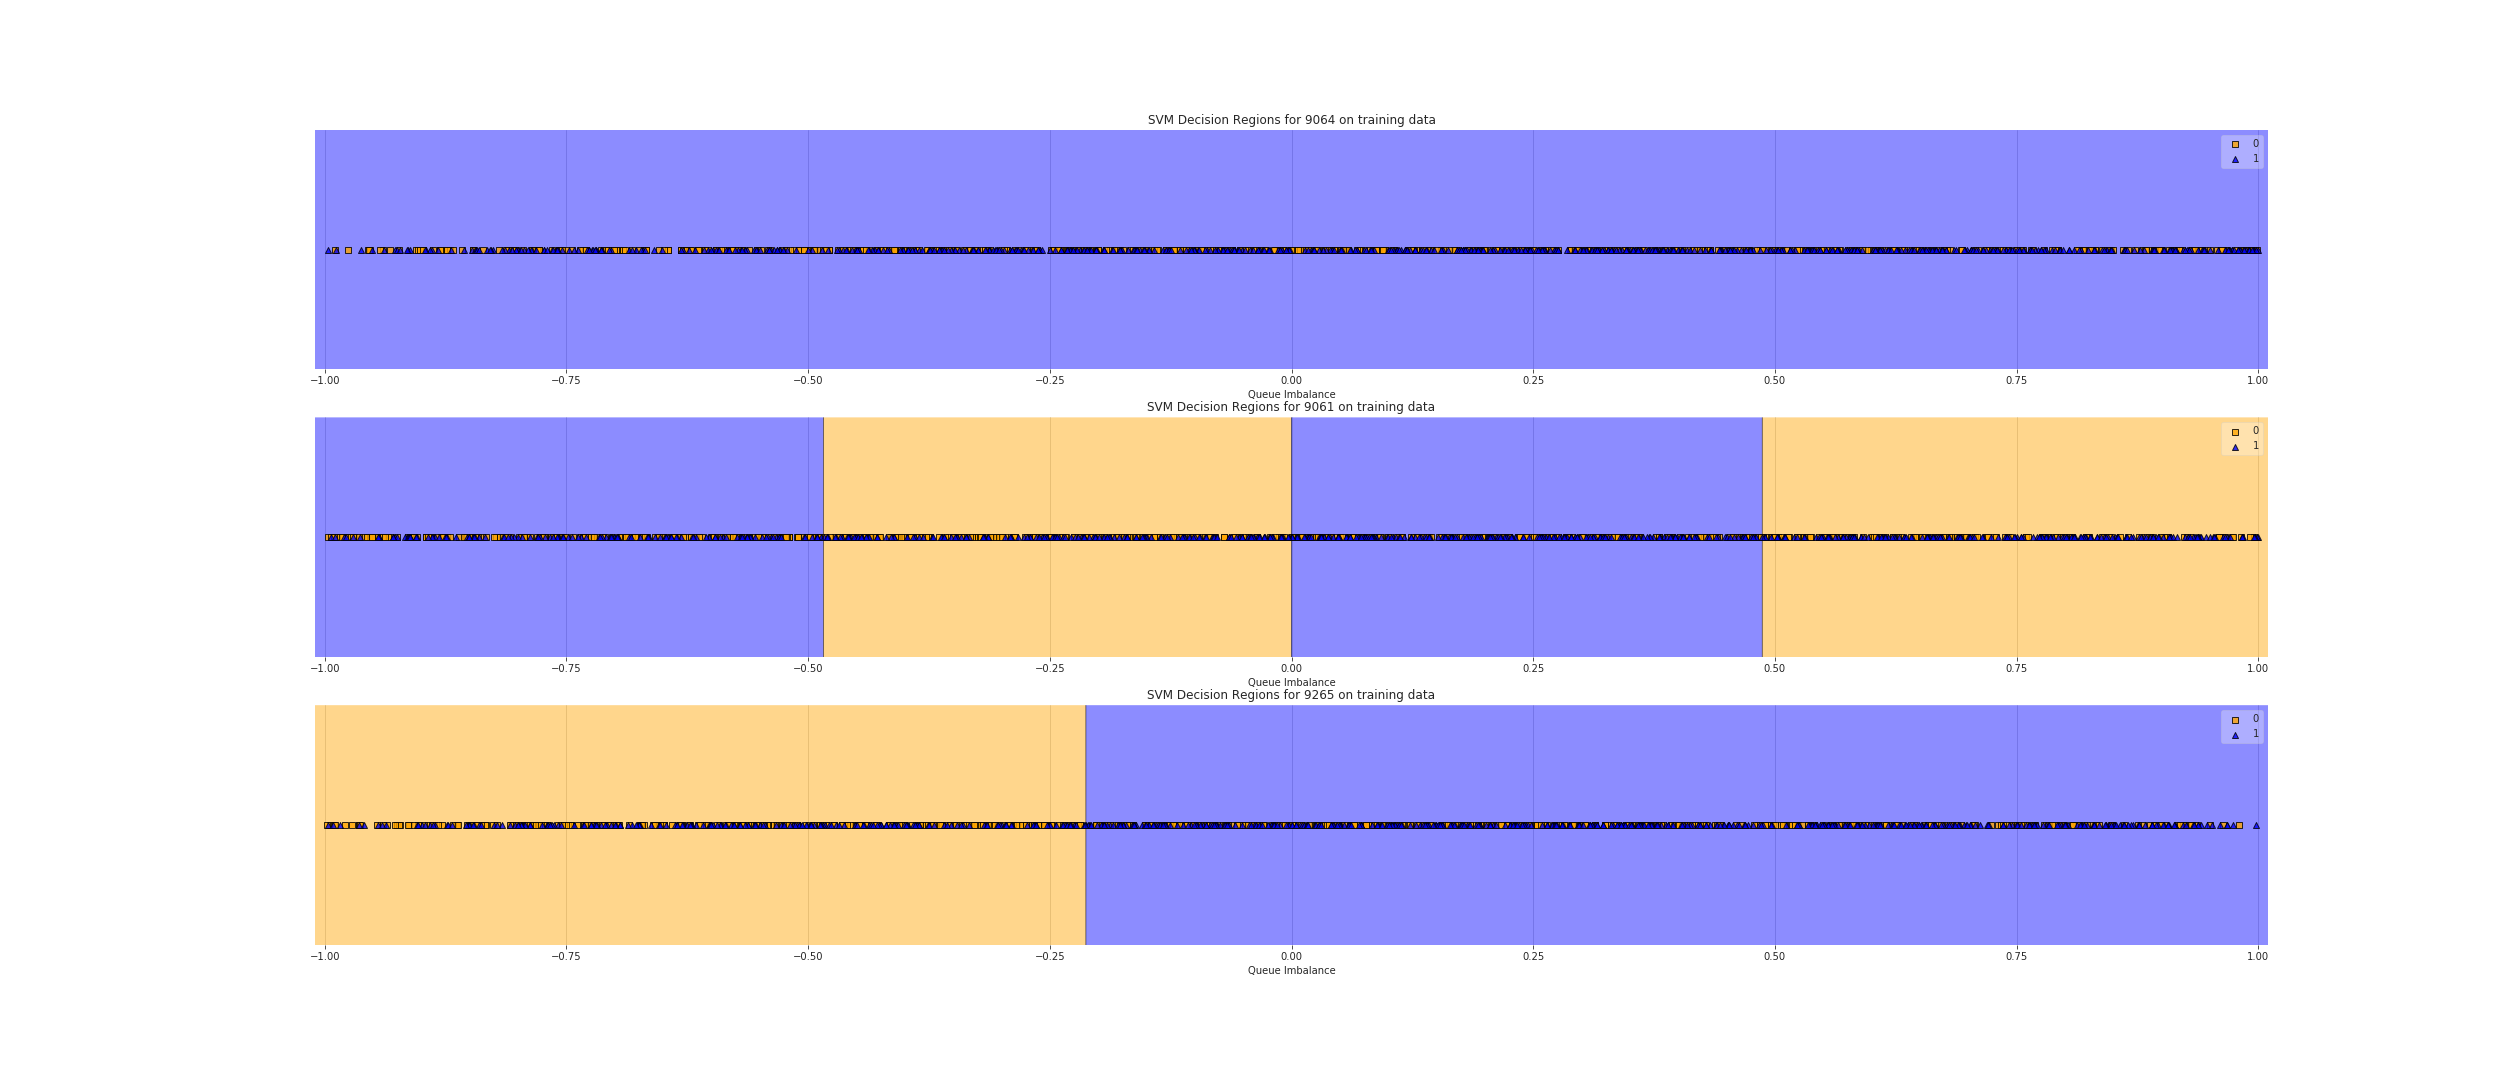 SVM Decision Regions for 9064 on training data
0
1
−1.00 −0.75 −0.50 −0.25 0.00 0.25 0.50 0.75 1.00
Queue Imbalance
SVM Decision Regions for 9061 on training data
0
1
−1.00 −0.75 −0.50 −0.25 0.00 0.25 0.50 0.75 1.00
Queue Imbalance
SVM Decision Regions for 9265 on training data
0
1
−1.00 −0.75 −0.50 −0.25 0.00 0.25 0.50 0.75 1.00
Queue Imbalance